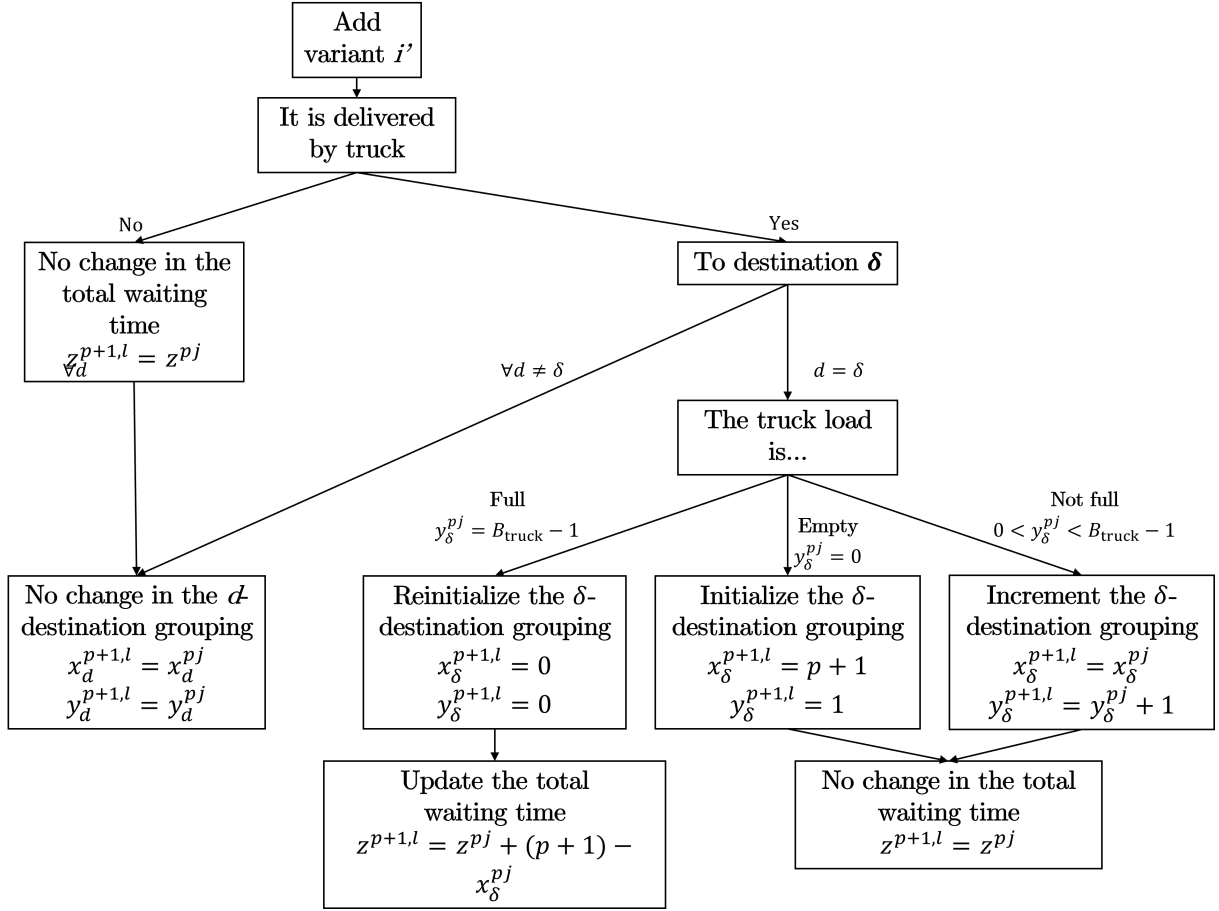 Add
variant i'
It is delivered
by truck
No
Yes
No change in the
total waiting
time
z^{p+1,l} = z^{pj}
∀d
To destination δ
∀d ≠ δ
d = δ
The truck load
is...
Full
y_δ^{pj} = B_truck − 1
Empty
y_δ^{pj} = 0
Not full
0 < y_δ^{pj} < B_truck − 1
No change in the d-
destination grouping
x_d^{p+1,l} = x_d^{pj}
y_d^{p+1,l} = y_d^{pj}
Reinitialize the δ-
destination grouping
x_δ^{p+1,l} = 0
y_δ^{p+1,l} = 0
Initialize the δ-
destination grouping
x_δ^{p+1,l} = p + 1
y_δ^{p+1,l} = 1
Increment the δ-
destination grouping
x_δ^{p+1,l} = x_δ^{pj}
y_δ^{p+1,l} = y_δ^{pj} + 1
Update the total
waiting time
z^{p+1,l} = z^{pj} + (p + 1) −
x_δ^{pj}
No change in the total
waiting time
z^{p+1,l} = z^{pj}